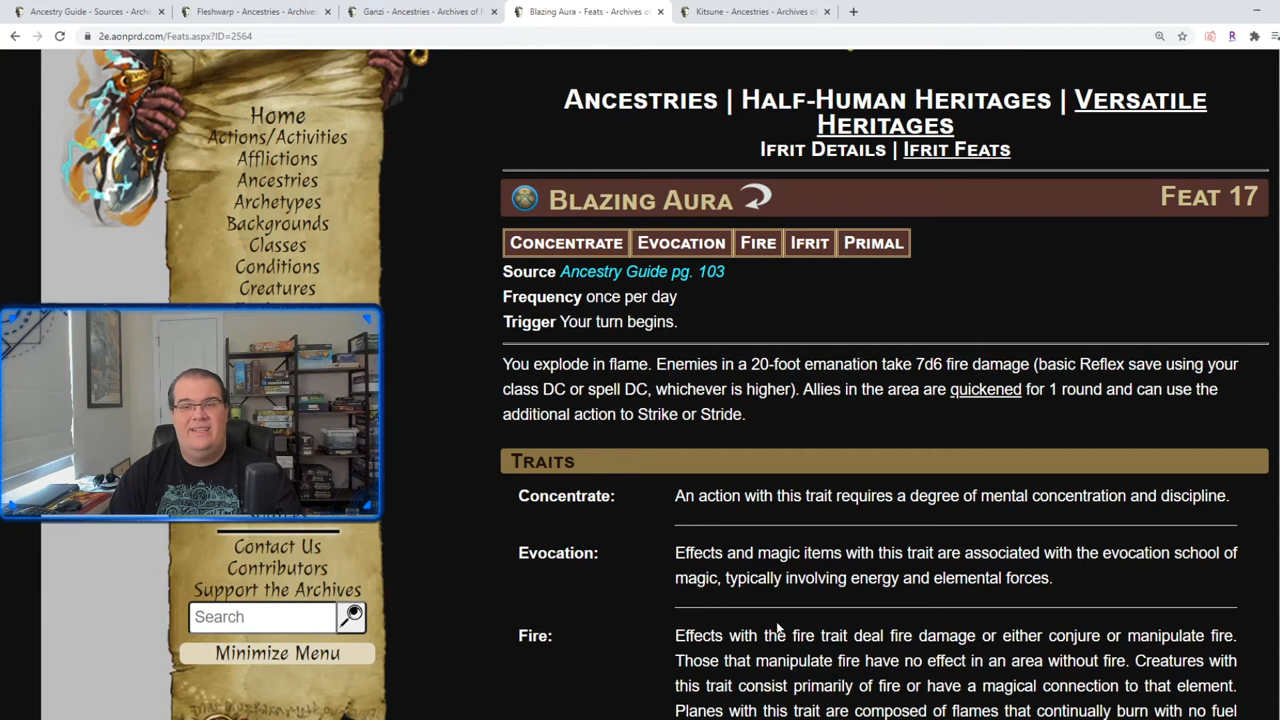 Ancestry Guide - Sources - Arch
Fleshwarp - Ancestries - Archives
Ganzi - Ancestries - Archives of N
Blazing Aura - Feats - Archives of
Kitsune - Ancestries - Archives of
2e.aonprd.com/Feats.aspx?ID=2564
Home
Actions/Activities
Afflictions
Ancestries
Archetypes
Backgrounds
Classes
Conditions
Creatures
Contact Us
Contributors
Support the Archives
Search
Minimize Menu
Ancestries | Half-Human Heritages | Versatile
Heritages
Ifrit Details | Ifrit Feats
Blazing Aura
Feat 17
Concentrate Evocation Fire Ifrit Primal
Source Ancestry Guide pg. 103
Frequency once per day
Trigger Your turn begins.
You explode in flame. Enemies in a 20-foot emanation take 7d6 fire damage (basic Reflex save using your
class DC or spell DC, whichever is higher). Allies in the area are quickened for 1 round and can use the
additional action to Strike or Stride.
Traits
Concentrate: An action with this trait requires a degree of mental concentration and discipline.
Evocation: Effects and magic items with this trait are associated with the evocation school of
magic, typically involving energy and elemental forces.
Fire: Effects with the fire trait deal fire damage or either conjure or manipulate fire.
Those that manipulate fire have no effect in an area without fire. Creatures with
this trait consist primarily of fire or have a magical connection to that element.
Planes with this trait are composed of flames that continually burn with no fuel